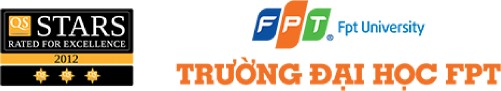 QS STARS
RATED FOR EXCELLENCE
2012
FPT Fpt University
TRƯỜNG ĐẠI HỌC FPT